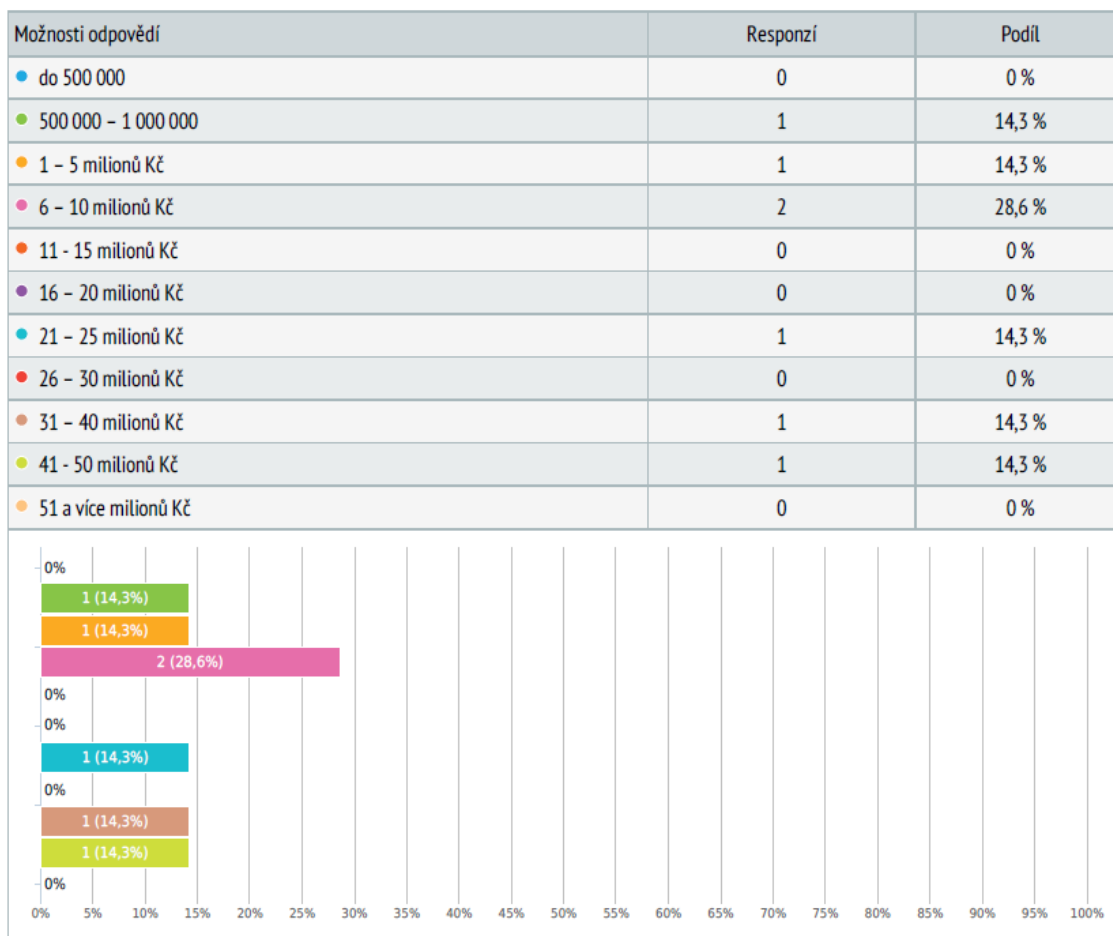 Možnosti odpovědí Responzí Podíl
do 500 000 0 0 %
500 000 – 1 000 000 1 14,3 %
1 – 5 milionů Kč 1 14,3 %
6 – 10 milionů Kč 2 28,6 %
11 - 15 milionů Kč 0 0 %
16 – 20 milionů Kč 0 0 %
21 – 25 milionů Kč 1 14,3 %
26 – 30 milionů Kč 0 0 %
31 – 40 milionů Kč 1 14,3 %
41 - 50 milionů Kč 1 14,3 %
51 a více milionů Kč 0 0 %
0%
1 (14,3%)
1 (14,3%)
2 (28,6%)
0%
0%
1 (14,3%)
0%
1 (14,3%)
1 (14,3%)
0%
0% 5% 10% 15% 20% 25% 30% 35% 40% 45% 50% 55% 60% 65% 70% 75% 80% 85% 90% 95% 100%